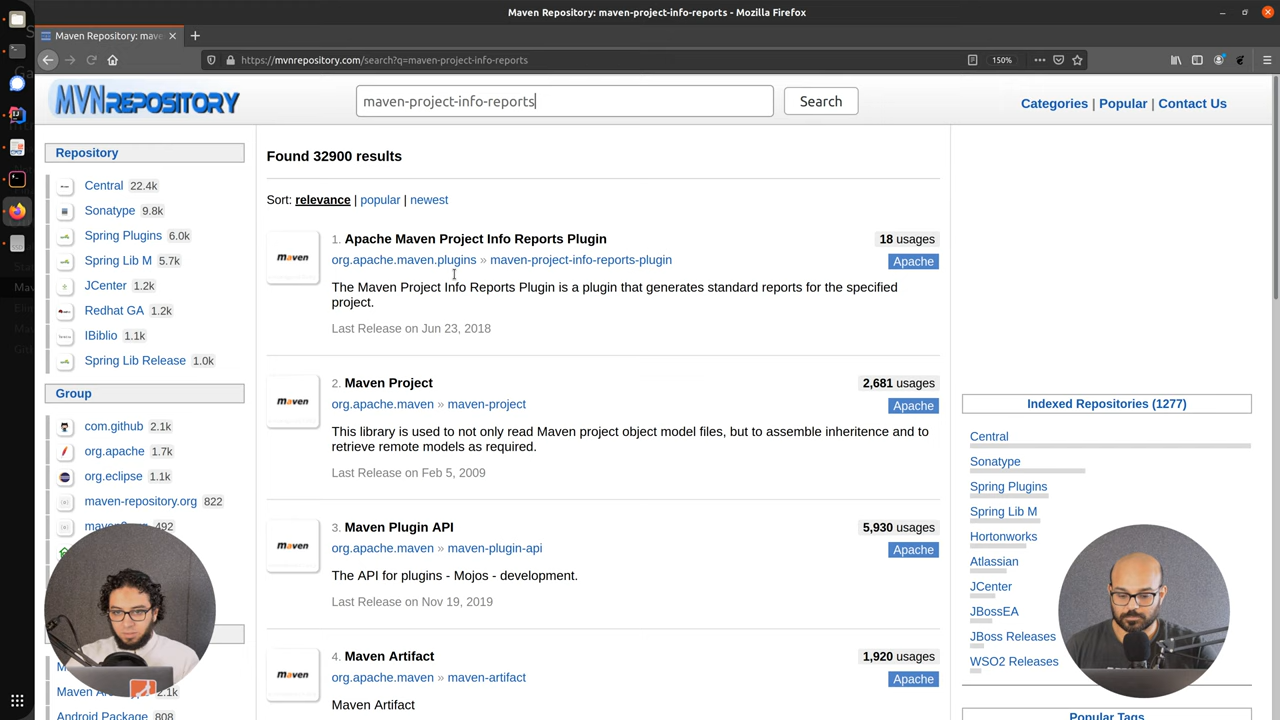 Maven Repository: maven-project-info-reports - Mozilla Firefox
Maven Repository: mave
https://mvnrepository.com/search?q=maven-project-info-reports
150%
MVNREPOSITORY
maven-project-info-reports
Search
Categories | Popular | Contact Us
Repository
Central 22.4k
Sonatype 9.8k
Spring Plugins 6.0k
Spring Lib M 5.7k
JCenter 1.2k
Redhat GA 1.2k
IBiblio 1.1k
Spring Lib Release 1.0k
Group
com.github 2.1k
org.apache 1.7k
org.eclipse 1.1k
maven-repository.org 822
492
2.1k
Android Package 808
Found 32900 results
Sort: relevance | popular | newest
1. Apache Maven Project Info Reports Plugin
18 usages
org.apache.maven.plugins » maven-project-info-reports-plugin
Apache
The Maven Project Info Reports Plugin is a plugin that generates standard reports for the specified
project.
Last Release on Jun 23, 2018
2. Maven Project
2,681 usages
org.apache.maven » maven-project
Apache
This library is used to not only read Maven project object model files, but to assemble inheritence and to
retrieve remote models as required.
Last Release on Feb 5, 2009
3. Maven Plugin API
5,930 usages
org.apache.maven » maven-plugin-api
Apache
The API for plugins - Mojos - development.
Last Release on Nov 19, 2019
4. Maven Artifact
1,920 usages
org.apache.maven » maven-artifact
Apache
Maven Artifact
Indexed Repositories (1277)
Central
Sonatype
Spring Plugins
Spring Lib M
Hortonworks
Atlassian
JCenter
JBossEA
JBoss Releases
WSO2 Releases
Popular Tags